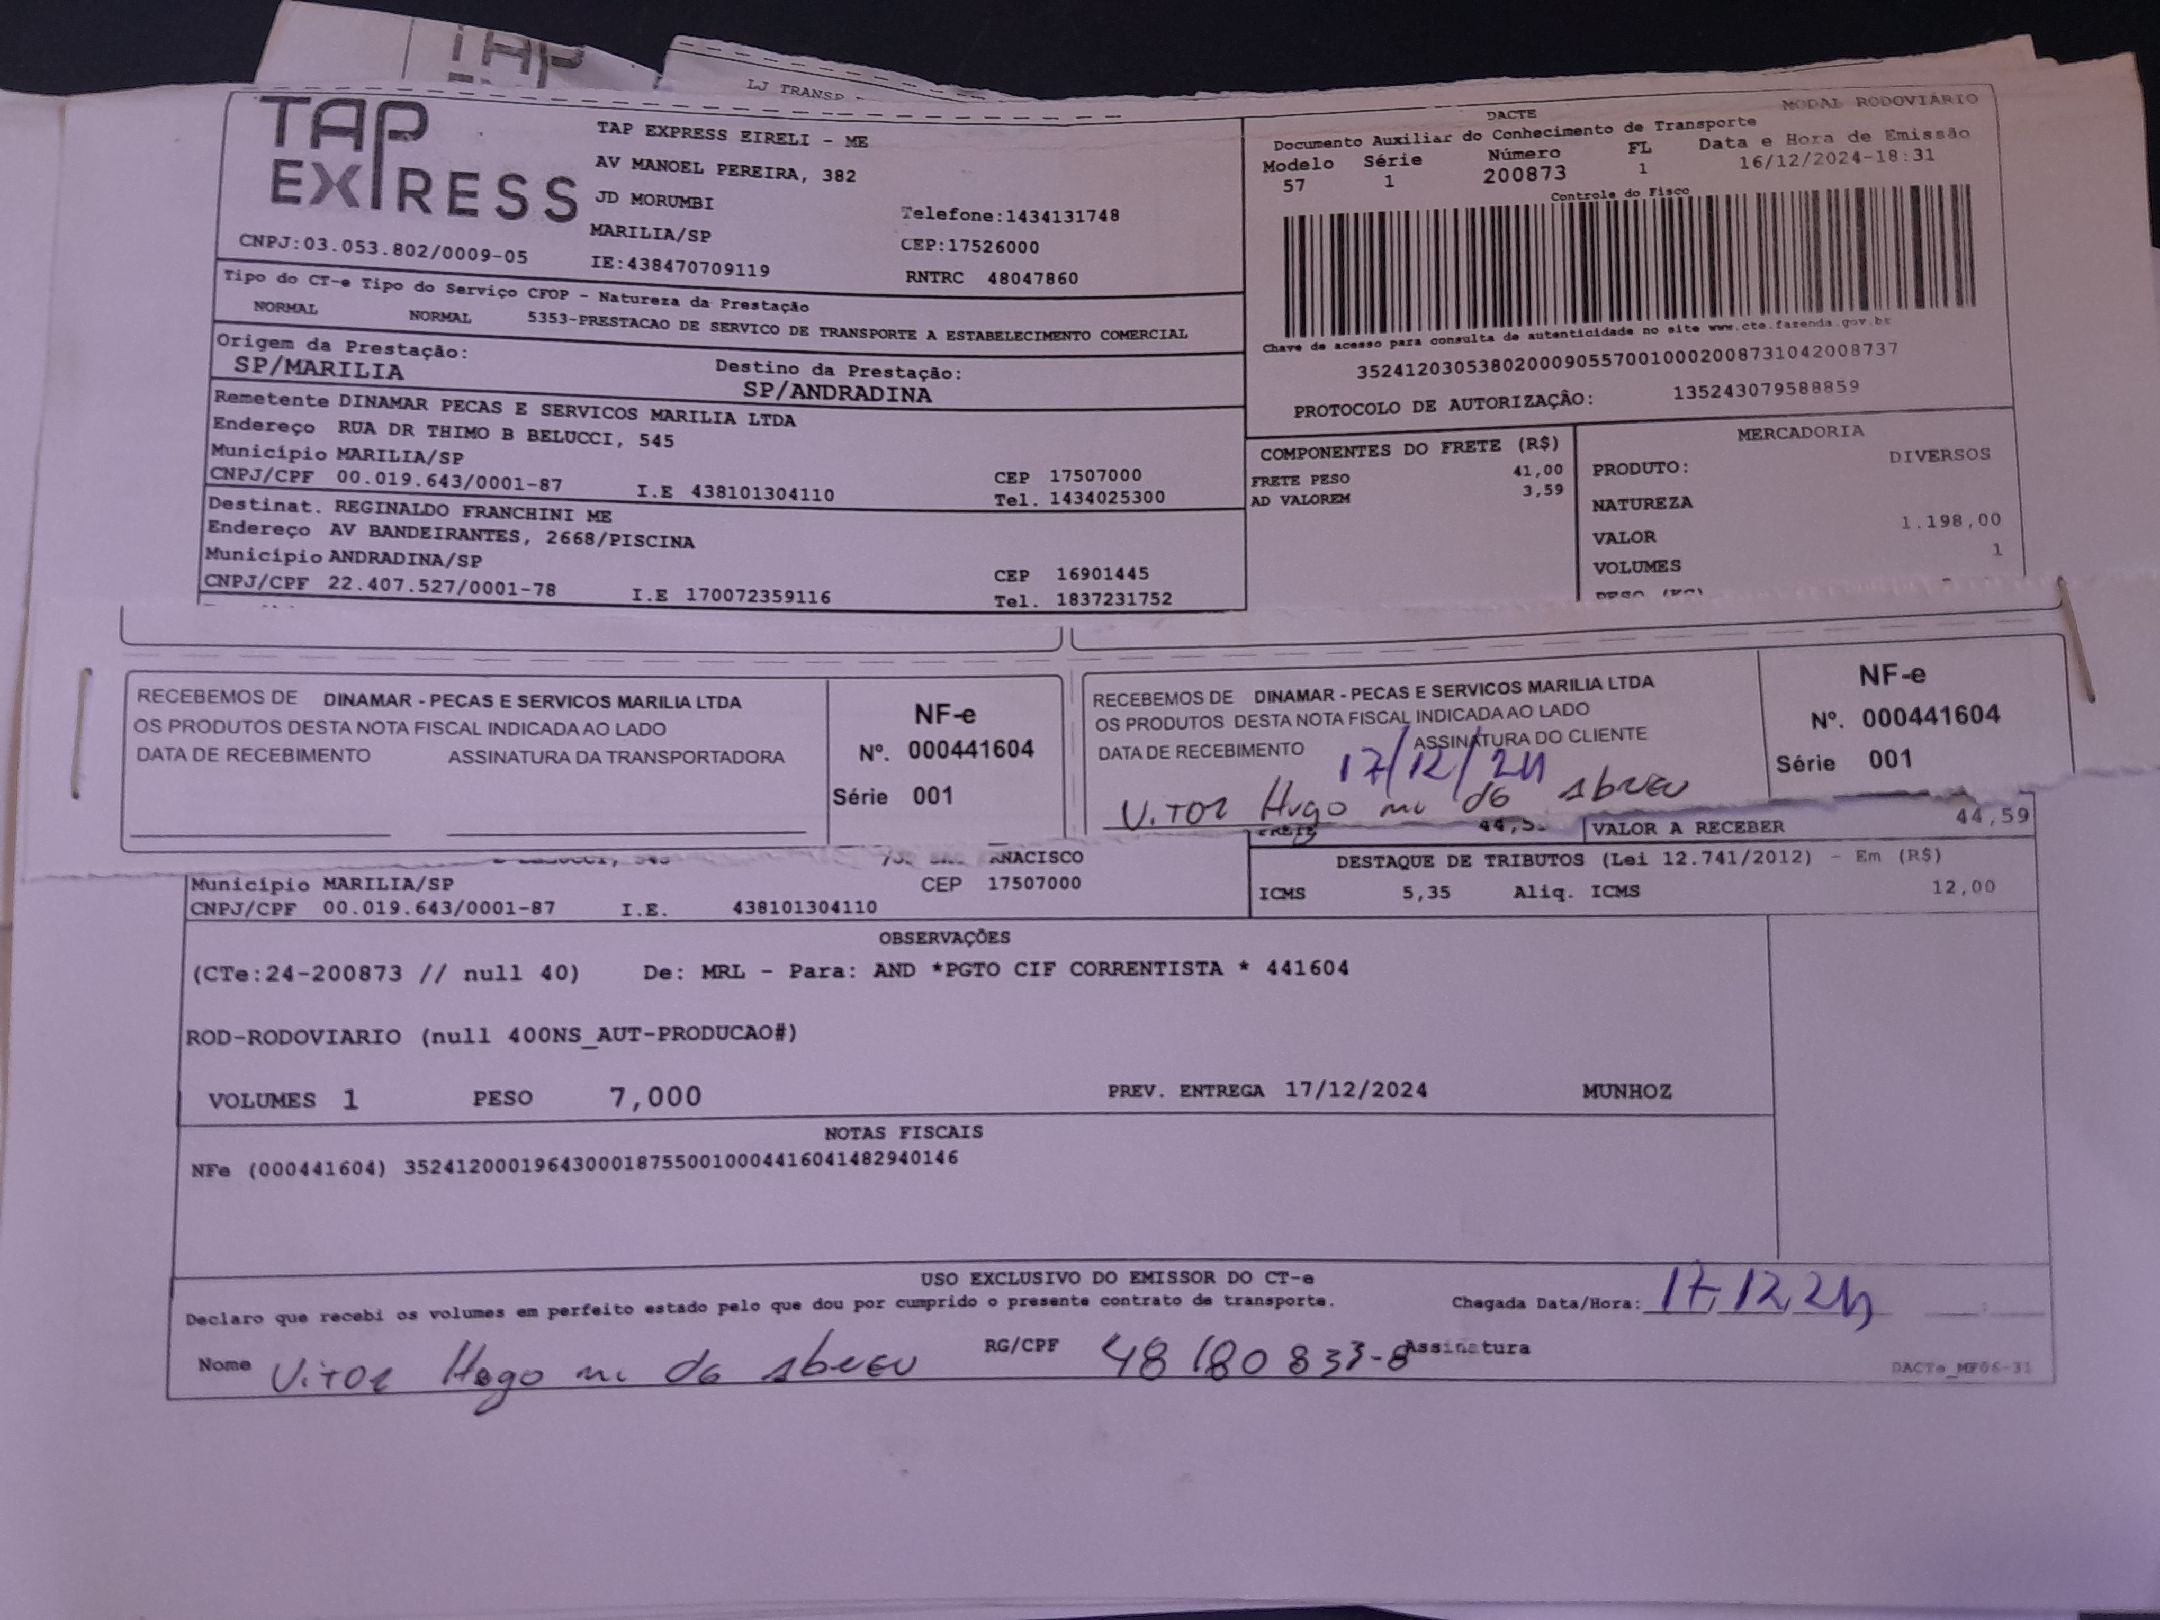 TAP
LJ TRANSP
TAP EXPRESS
TAP EXPRESS EIRELI - ME
AV MANOEL PEREIRA, 382
JD MORUMBI
MARILIA/SP
IE:438470709119
CNPJ:03.053.802/0009-05
Telefone:1434131748
CEP:17526000
RNTRC 48047860
DACTE
MODAL RODOVIÁRIO
Documento Auxiliar do Conhecimento de Transporte
Modelo Série Número FL Data e Hora de Emissão
57 1 200873 1 16/12/2024-18:31
Controle do Fisco
Chave de acesso para consulta de autenticidade no site www.cte.fazenda.gov.br
35241203053802000905570010002008731042008737
PROTOCOLO DE AUTORIZAÇÃO: 135243079588859
Tipo do CT-e Tipo do Serviço CFOP - Natureza da Prestação
NORMAL NORMAL 5353-PRESTACAO DE SERVICO DE TRANSPORTE A ESTABELECIMENTO COMERCIAL
Origem da Prestação: Destino da Prestação:
SP/MARILIA SP/ANDRADINA
Remetente DINAMAR PECAS E SERVICOS MARILIA LTDA
Endereço RUA DR THIMO B BELUCCI, 545
Município MARILIA/SP CEP 17507000
CNPJ/CPF 00.019.643/0001-87 I.E 438101304110 Tel. 1434025300
Destinat. REGINALDO FRANCHINI ME
Endereço AV BANDEIRANTES, 2668/PISCINA
Município ANDRADINA/SP CEP 16901445
CNPJ/CPF 22.407.527/0001-78 I.E 170072359116 Tel. 1837231752
COMPONENTES DO FRETE (R$)
FRETE PESO 41,00
AD VALOREM 3,59
MERCADORIA
PRODUTO: DIVERSOS
NATUREZA
VALOR 1.198,00
VOLUMES 1
PESO (KG)
RECEBEMOS DE DINAMAR - PECAS E SERVICOS MARILIA LTDA
OS PRODUTOS DESTA NOTA FISCAL INDICADA AO LADO
DATA DE RECEBIMENTO ASSINATURA DA TRANSPORTADORA
NF-e
Nº. 000441604
Série 001
RECEBEMOS DE DINAMAR - PECAS E SERVICOS MARILIA LTDA
OS PRODUTOS DESTA NOTA FISCAL INDICADA AO LADO
DATA DE RECEBIMENTO ASSINATURA DO CLIENTE
17/12/24
Vitor Hugo m de Abreu
NF-e
Nº. 000441604
Série 001
FRETE VALOR A RECEBER 44,59
Município MARILIA/SP CEP 17507000
CNPJ/CPF 00.019.643/0001-87 I.E. 438101304110
DESTAQUE DE TRIBUTOS (Lei 12.741/2012) - Em (R$)
ICMS 5,35 Aliq. ICMS 12,00
OBSERVAÇÕES
(CTe:24-200873 // null 40) De: MRL - Para: AND *PGTO CIF CORRENTISTA * 441604
ROD-RODOVIARIO (null 400NS_AUT-PRODUCAO#)
VOLUMES 1 PESO 7,000 PREV. ENTREGA 17/12/2024 MUNHOZ
NOTAS FISCAIS
NFe (000441604) 35241200019643000187550010004416041482940146
USO EXCLUSIVO DO EMISSOR DO CT-e
Declaro que recebi os volumes em perfeito estado pelo que dou por cumprido o presente contrato de transporte. Chegada Data/Hora: 17,12,24
Nome Vitor Hugo m de Abreu RG/CPF 48180833-8 Assinatura
DACTe_MF06-31